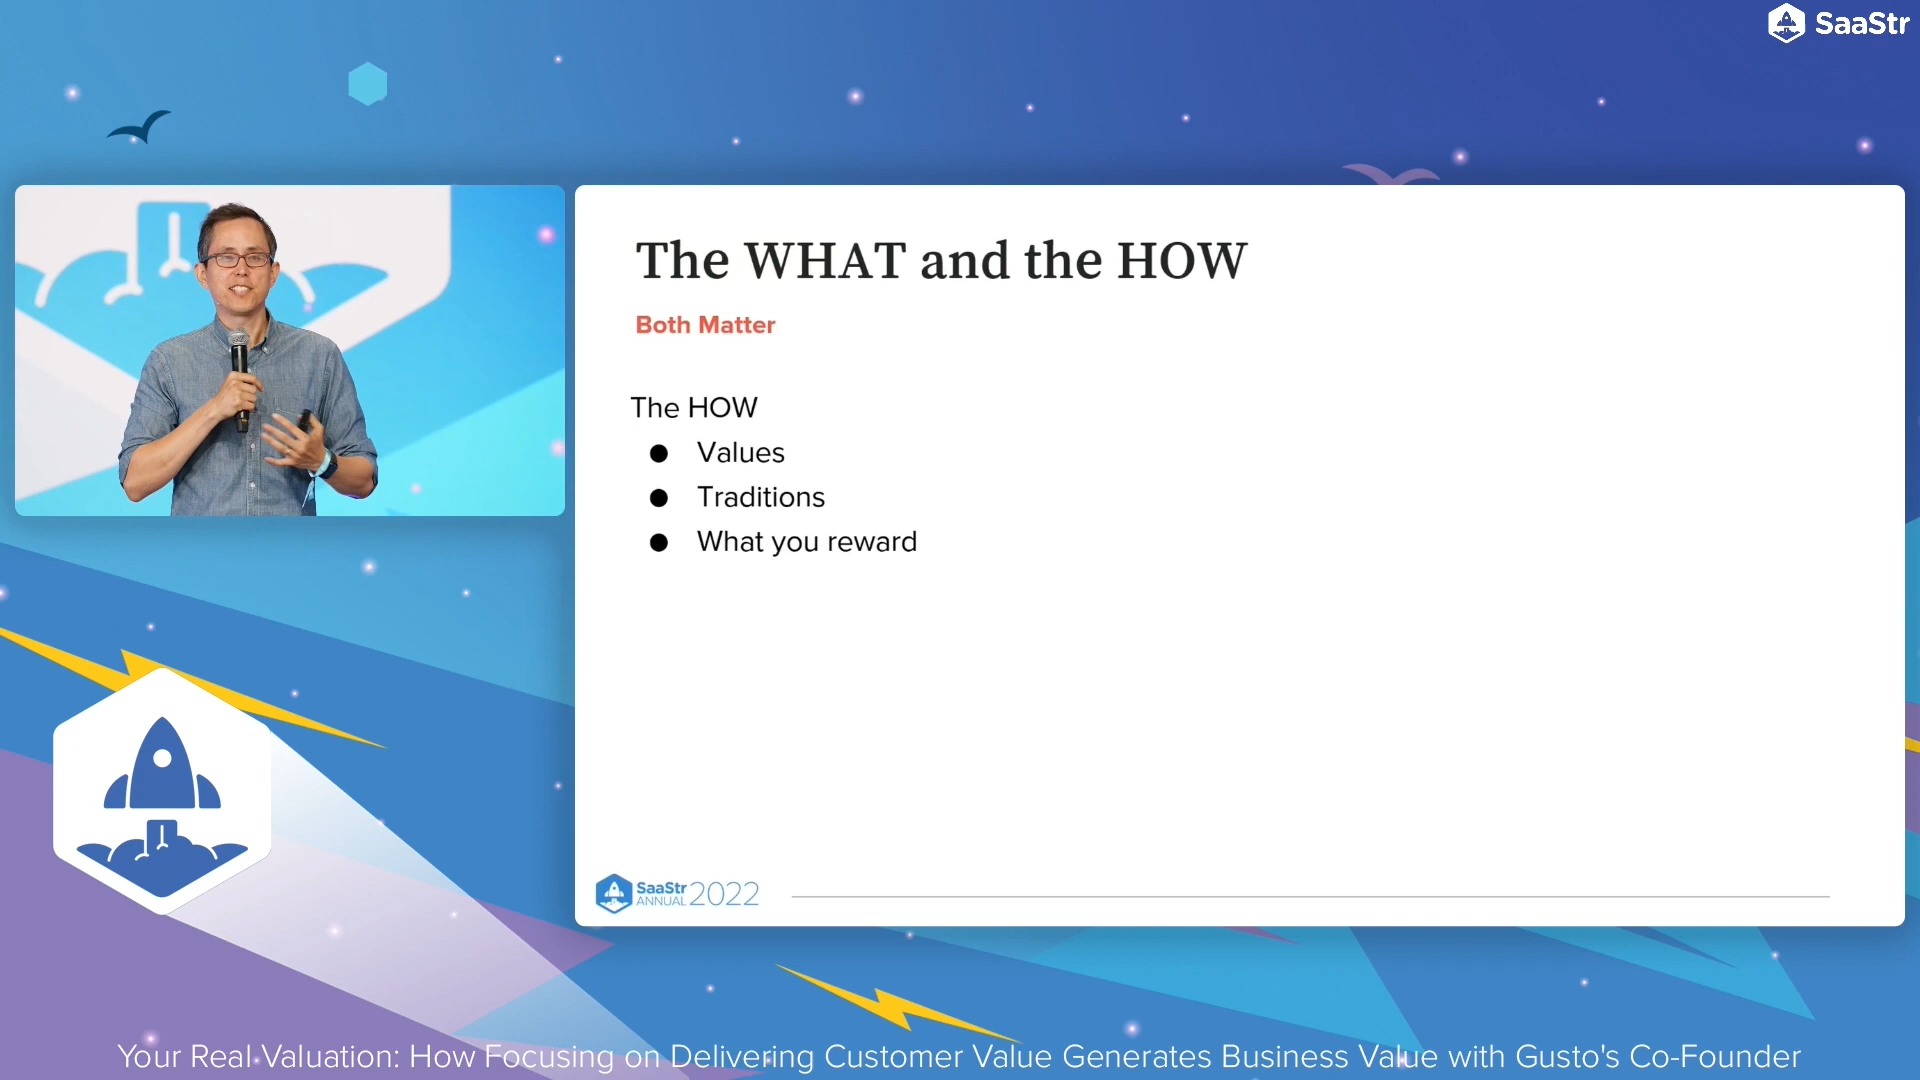 SaaStr
The WHAT and the HOW
Both Matter
The HOW
● Values
● Traditions
● What you reward
SaaStr
ANNUAL 2022
Your Real Valuation: How Focusing on Delivering Customer Value Generates Business Value with Gusto's Co-Founder